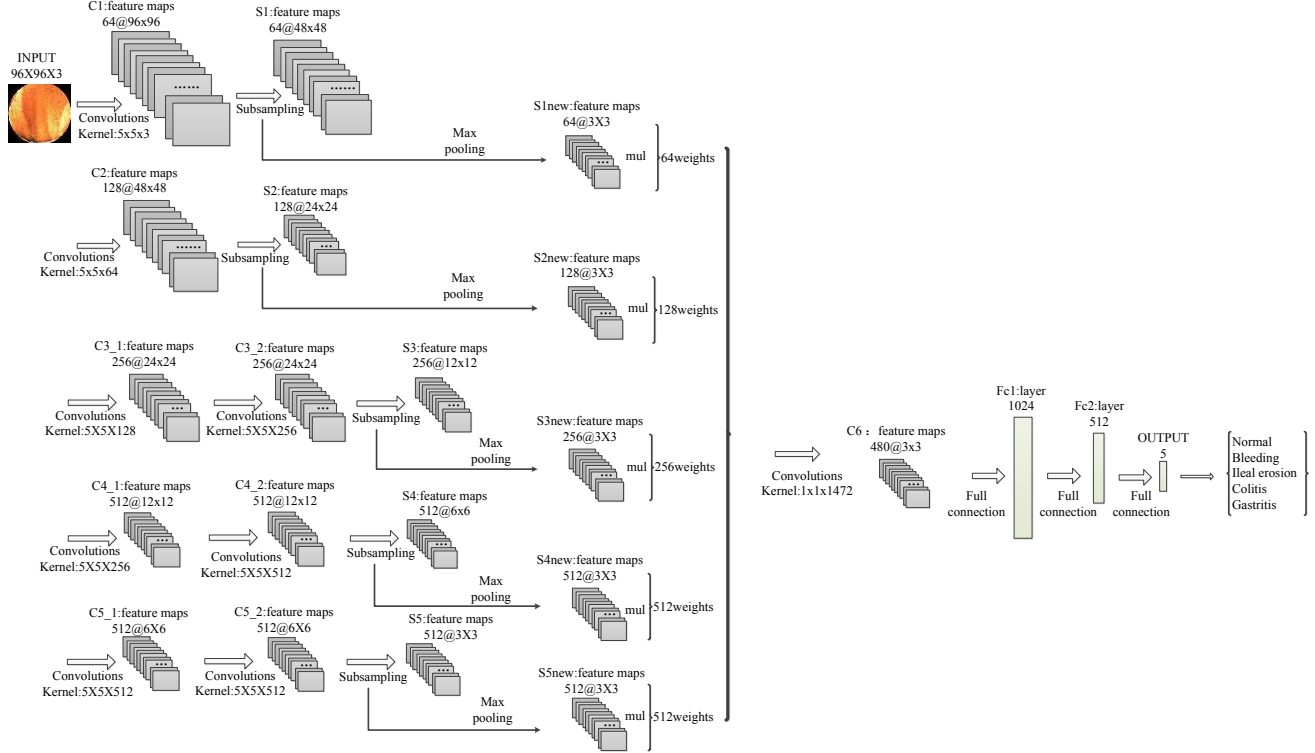 INPUT
96X96X3
Convolutions
Kernel:5x5x3
C1:feature maps
64@96x96
Subsampling
S1:feature maps
64@48x48
Max
pooling
S1new:feature maps
64@3X3
mul
64weights
Convolutions
Kernel:5x5x64
C2:feature maps
128@48x48
Subsampling
S2:feature maps
128@24x24
Max
pooling
S2new:feature maps
128@3X3
mul
128weights
Convolutions
Kernel:5X5X128
C3_1:feature maps
256@24x24
Convolutions
Kernel:5X5X256
C3_2:feature maps
256@24x24
Subsampling
S3:feature maps
256@12x12
Max
pooling
S3new:feature maps
256@3X3
mul
256weights
Convolutions
Kernel:5X5X256
C4_1:feature maps
512@12x12
Convolutions
Kernel:5X5X512
C4_2:feature maps
512@12x12
Subsampling
S4:feature maps
512@6x6
Max
pooling
S4new:feature maps
512@3X3
mul
512weights
Convolutions
Kernel:5X5X512
C5_1:feature maps
512@6X6
Convolutions
Kernel:5X5X512
C5_2:feature maps
512@6X6
Subsampling
S5:feature maps
512@3X3
Max
pooling
S5new:feature maps
512@3X3
mul
512weights
Convolutions
Kernel:1x1x1472
C6：feature maps
480@3x3
Full
connection
Fc1:layer
1024
Full
connection
Fc2:layer
512
Full
connection
OUTPUT
5
Normal
Bleeding
Ileal erosion
Colitis
Gastritis